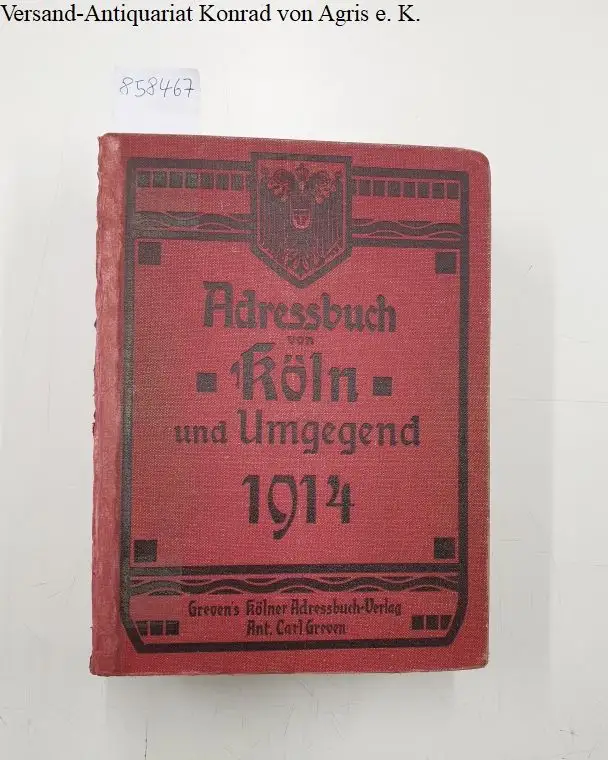 Versand-Antiquariat Konrad von Agris e. K.
858467
Adressbuch
von
Köln
und Umgegend
1914
Greven's Kölner Adressbuch-Verlag
Ant. Carl Greven